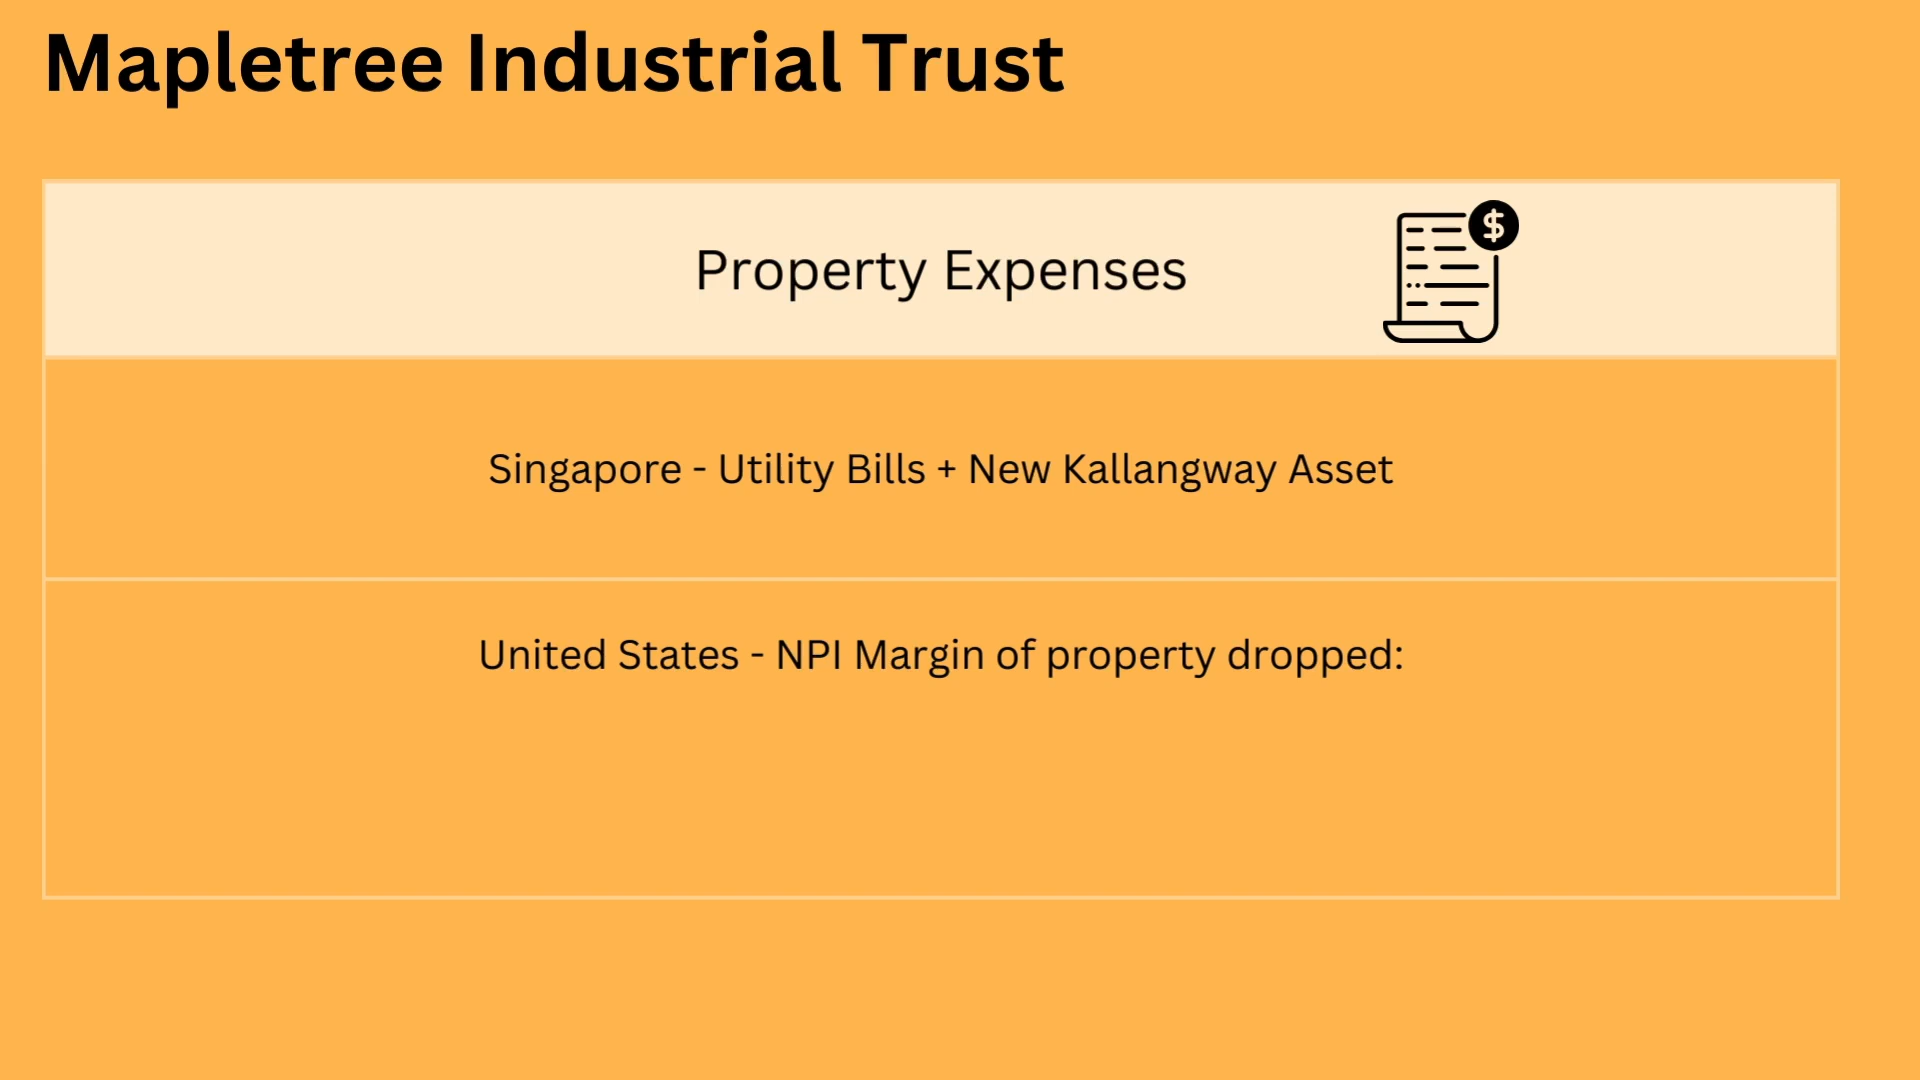 Mapletree Industrial Trust
Property Expenses
$
Singapore - Utility Bills + New Kallangway Asset
United States - NPI Margin of property dropped: